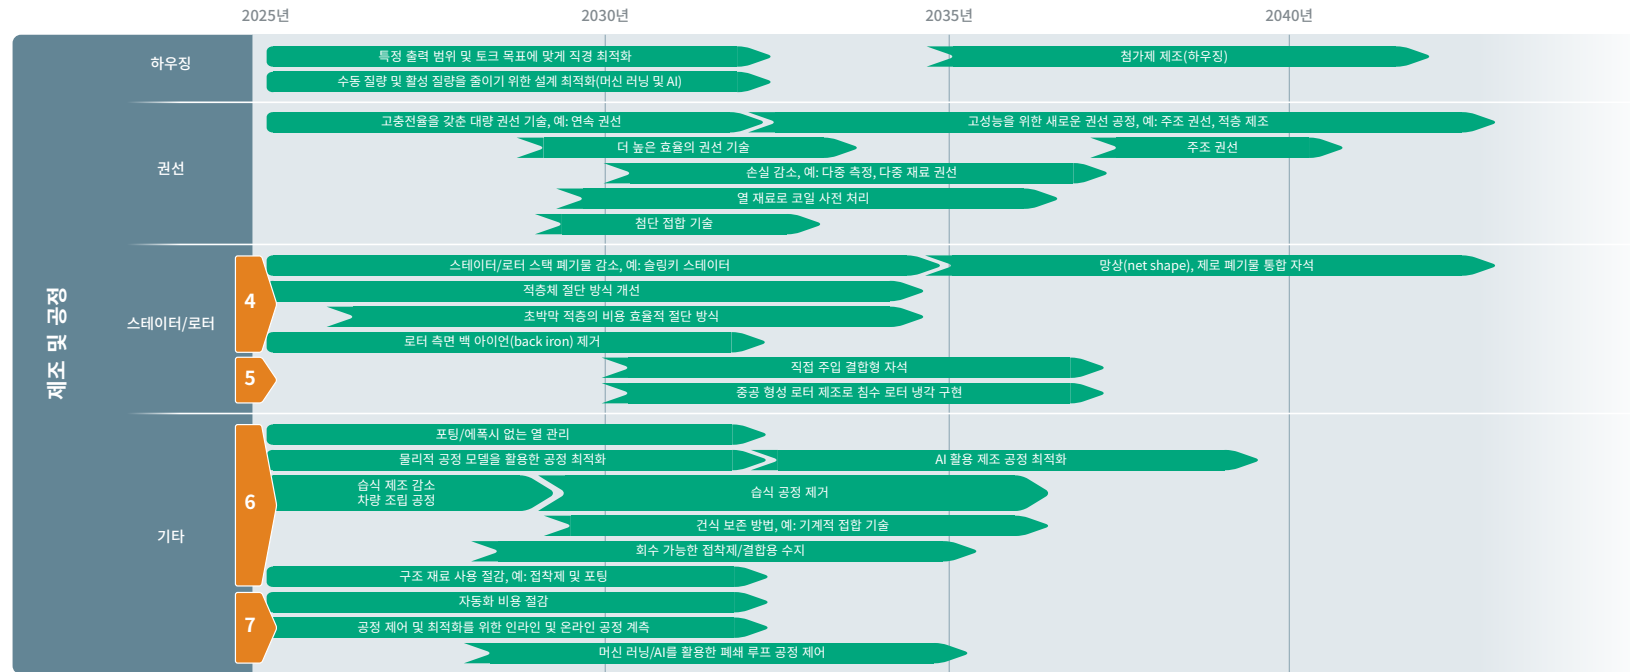 2025년 2030년 2035년 2040년
제조 및 공정
하우징
특정 출력 범위 및 토크 목표에 맞게 직경 최적화
첨가제 제조(하우징)
수동 질량 및 활성 질량을 줄이기 위한 설계 최적화(머신 러닝 및 AI)
권선
고충전율을 갖춘 대량 권선 기술, 예: 연속 권선
고성능을 위한 새로운 권선 공정, 예: 주조 권선, 적층 제조
더 높은 효율의 권선 기술
주조 권선
손실 감소, 예: 다중 측정, 다중 재료 권선
열 재료로 코일 사전 처리
첨단 접합 기술
스테이터/로터
4
스테이터/로터 스택 폐기물 감소, 예: 슬링키 스테이터
망상(net shape), 제로 폐기물 통합 자석
적층체 절단 방식 개선
초박막 적층의 비용 효율적 절단 방식
로터 측면 백 아이언(back iron) 제거
5
직접 주입 결합형 자석
중공 형성 로터 제조로 침수 로터 냉각 구현
기타
6
포팅/에폭시 없는 열 관리
물리적 공정 모델을 활용한 공정 최적화
AI 활용 제조 공정 최적화
습식 제조 감소
차량 조립 공정
습식 공정 제거
건식 보존 방법, 예: 기계적 접합 기술
회수 가능한 접착제/결합용 수지
구조 재료 사용 절감, 예: 접착제 및 포팅
7
자동화 비용 절감
공정 제어 및 최적화를 위한 인라인 및 온라인 공정 계측
머신 러닝/AI를 활용한 폐쇄 루프 공정 제어